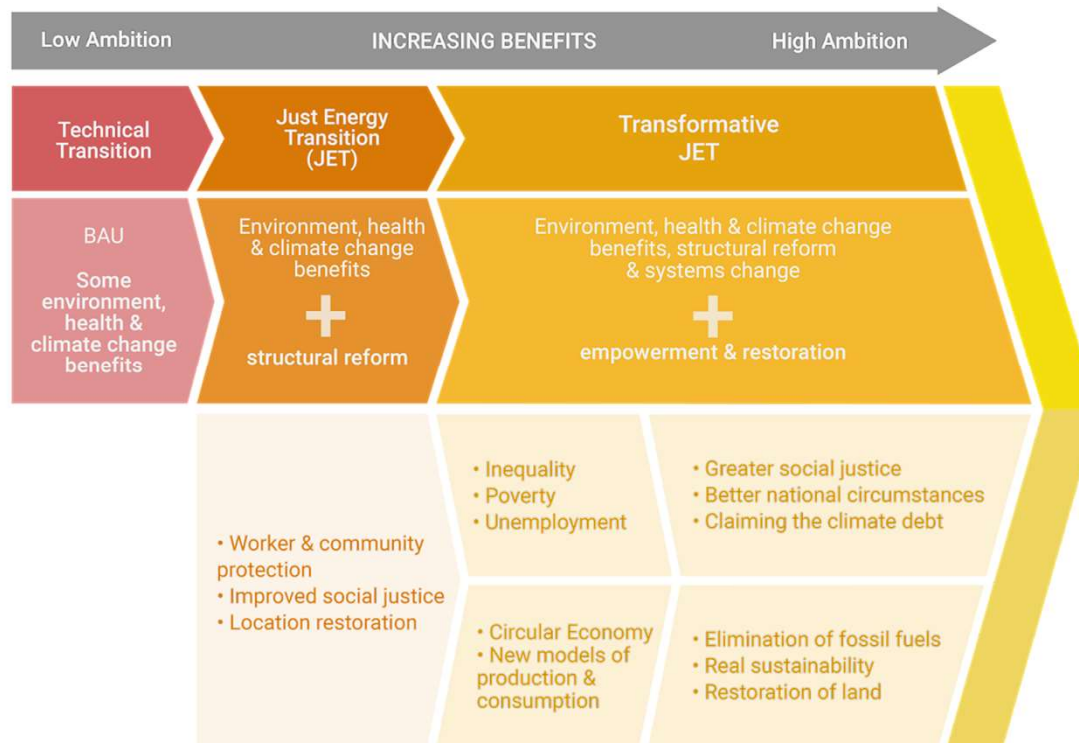 Low Ambition
INCREASING BENEFITS
High Ambition
Technical
Transition
Just Energy
Transition
(JET)
Transformative
JET
BAU
Some
environment,
health &
climate change
benefits
Environment, health
& climate change
benefits
+
structural reform
Environment, health & climate change
benefits, structural reform
& systems change
+
empowerment & restoration
• Worker & community
protection
• Improved social justice
• Location restoration
• Inequality
• Poverty
• Unemployment
• Greater social justice
• Better national circumstances
• Claiming the climate debt
• Circular Economy
• New models of
production &
consumption
• Elimination of fossil fuels
• Real sustainability
• Restoration of land